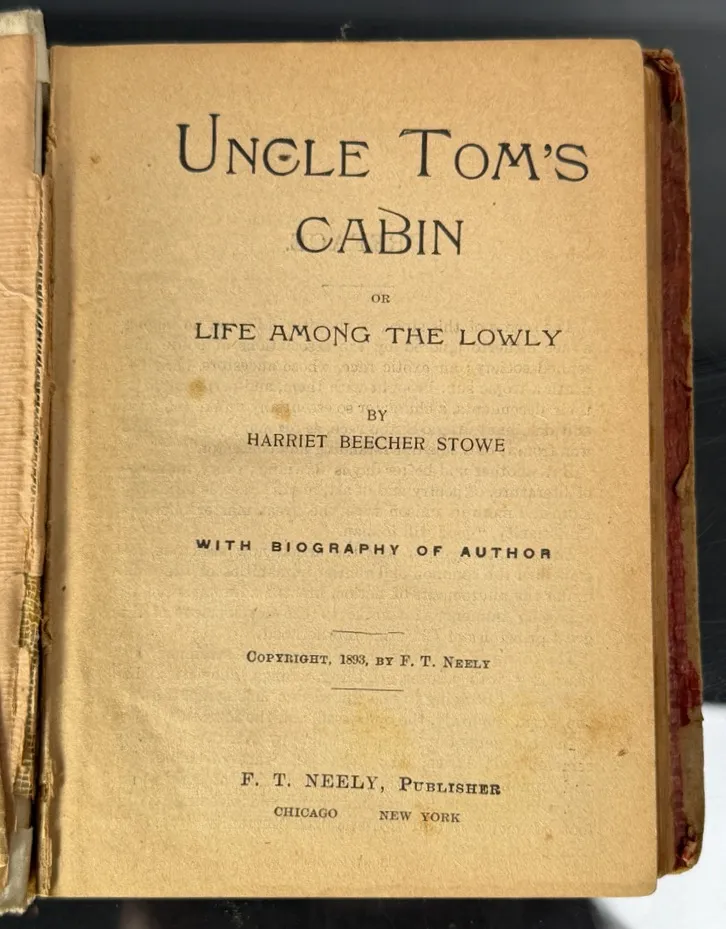 UNCLE TOM'S
CABIN
OR
LIFE AMONG THE LOWLY
BY
HARRIET BEECHER STOWE
WITH BIOGRAPHY OF AUTHOR
COPYRIGHT, 1893, BY F. T. NEELY
F. T. NEELY, PUBLISHER
CHICAGO NEW YORK